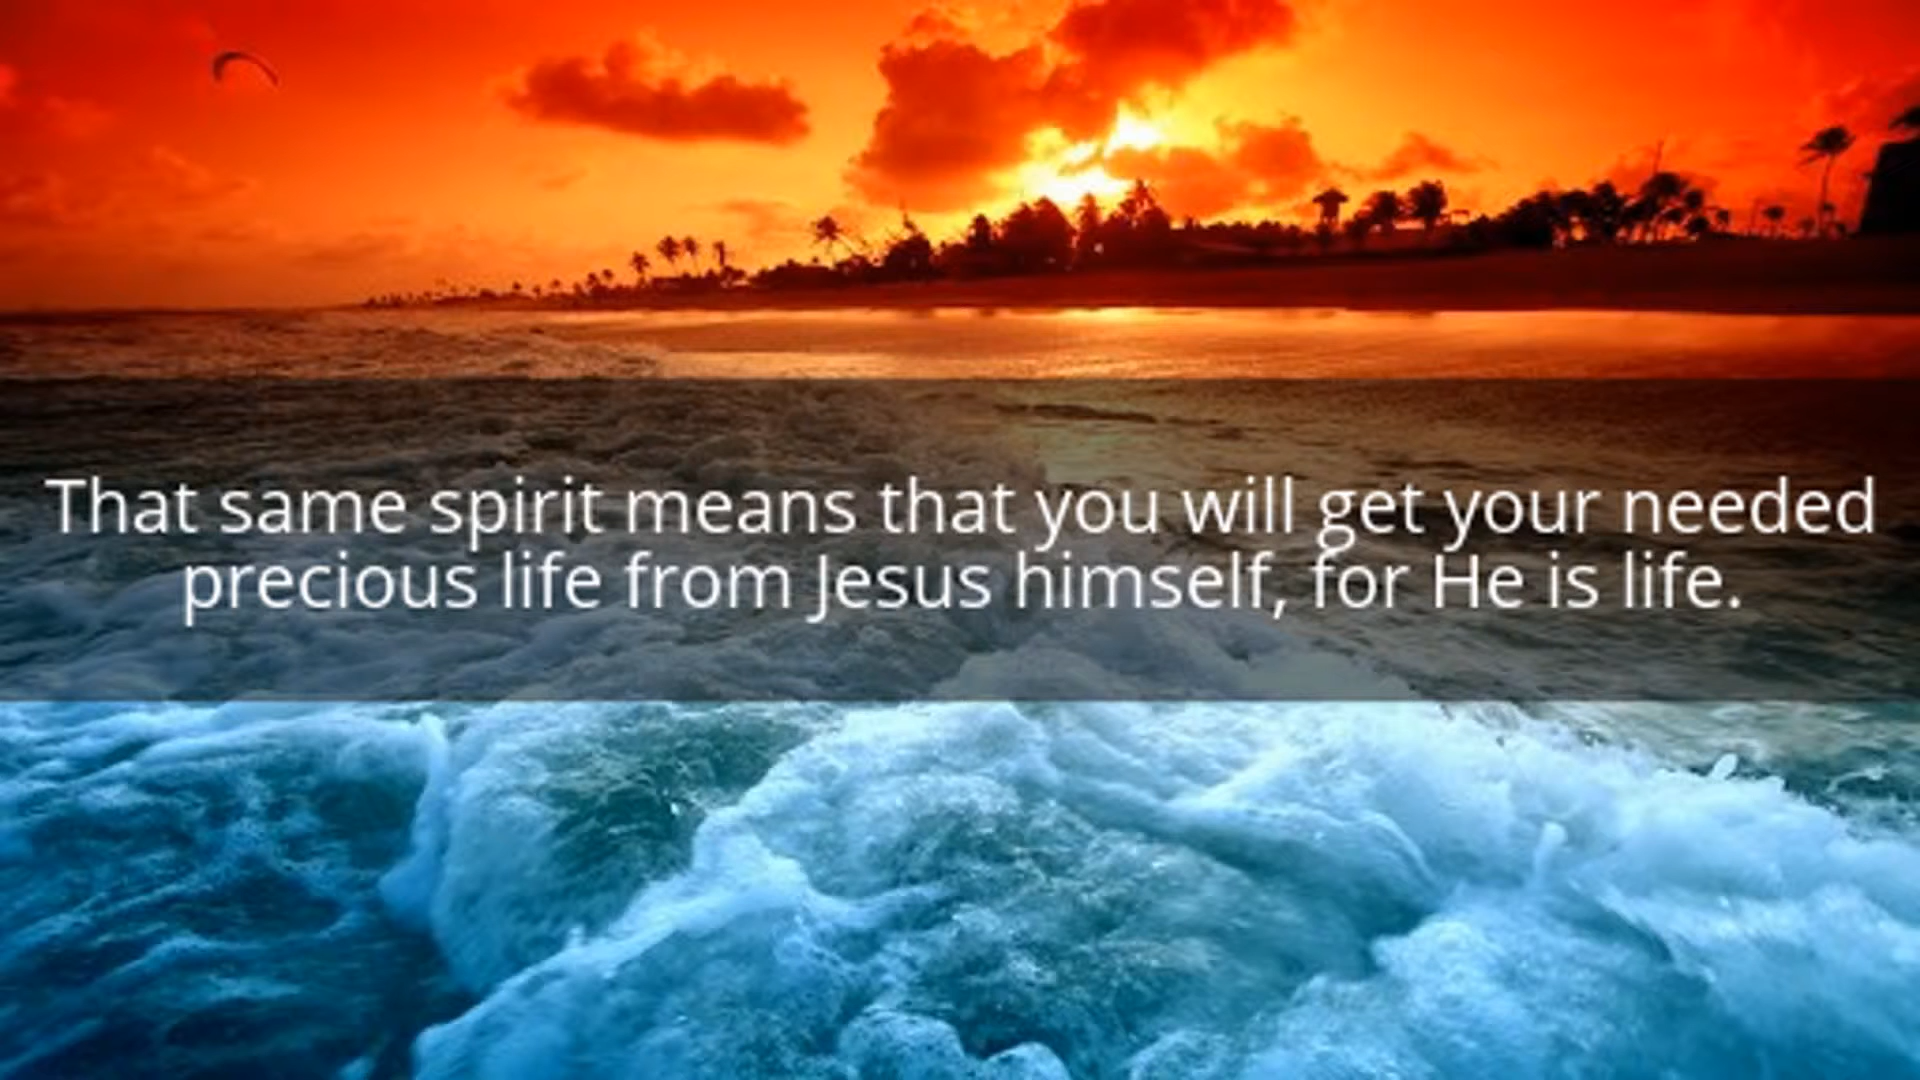 That same spirit means that you will get your needed
precious life from Jesus himself, for He is life.